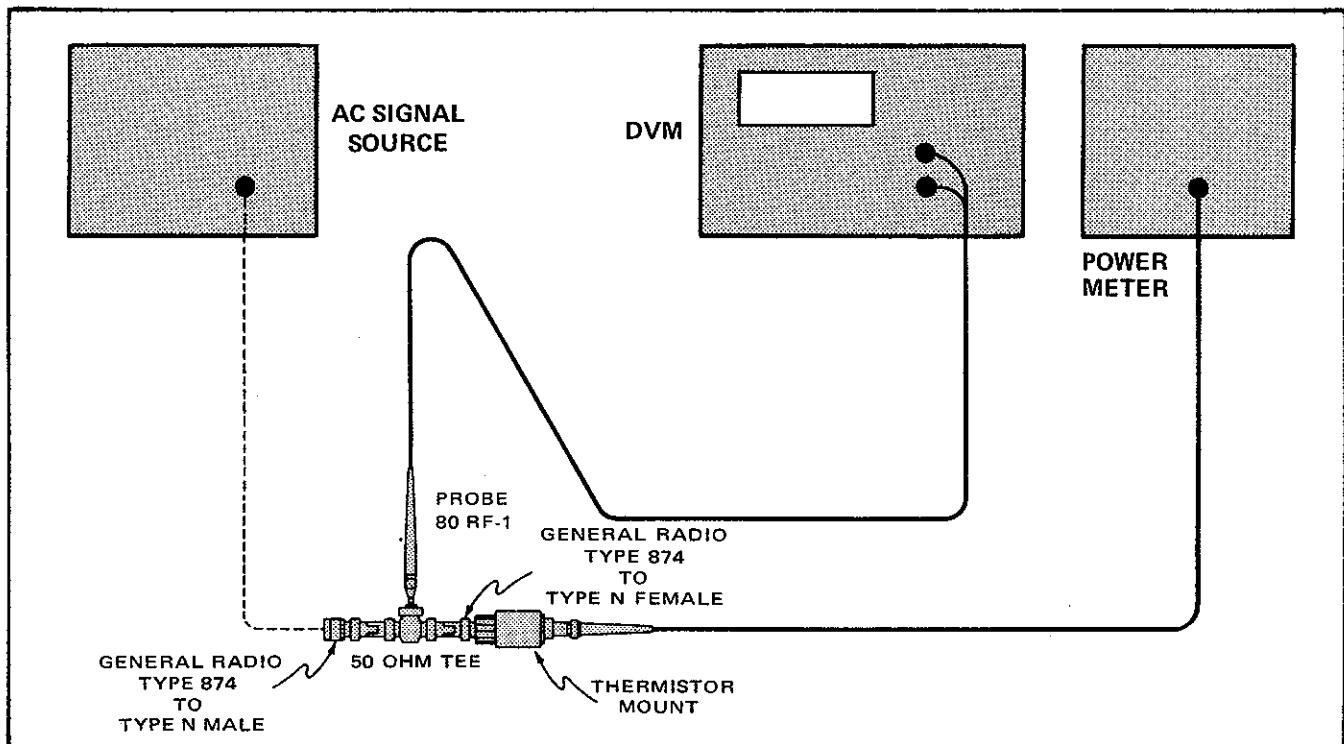 AC SIGNAL
SOURCE
DVM
POWER
METER
PROBE
80 RF-1
GENERAL RADIO
TYPE 874
TO
TYPE N FEMALE
GENERAL RADIO
TYPE 874
TO
TYPE N MALE
50 OHM TEE
THERMISTOR
MOUNT